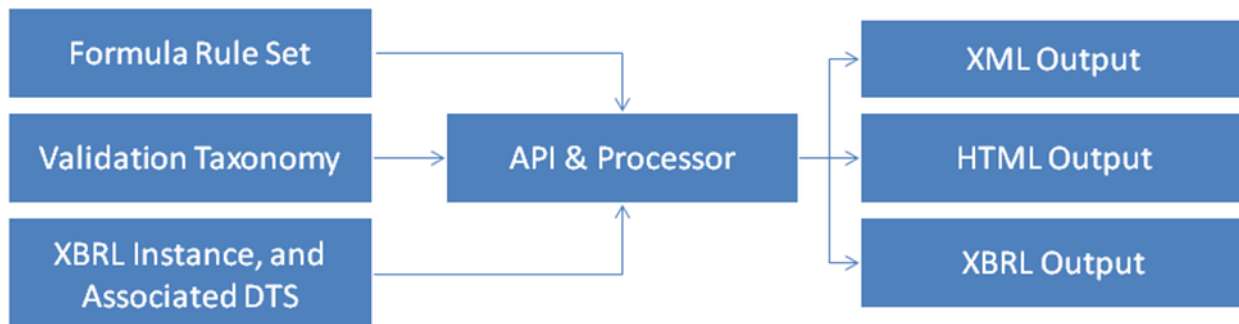 Formula Rule Set
Validation Taxonomy
XBRL Instance, and
Associated DTS
API & Processor
XML Output
HTML Output
XBRL Output